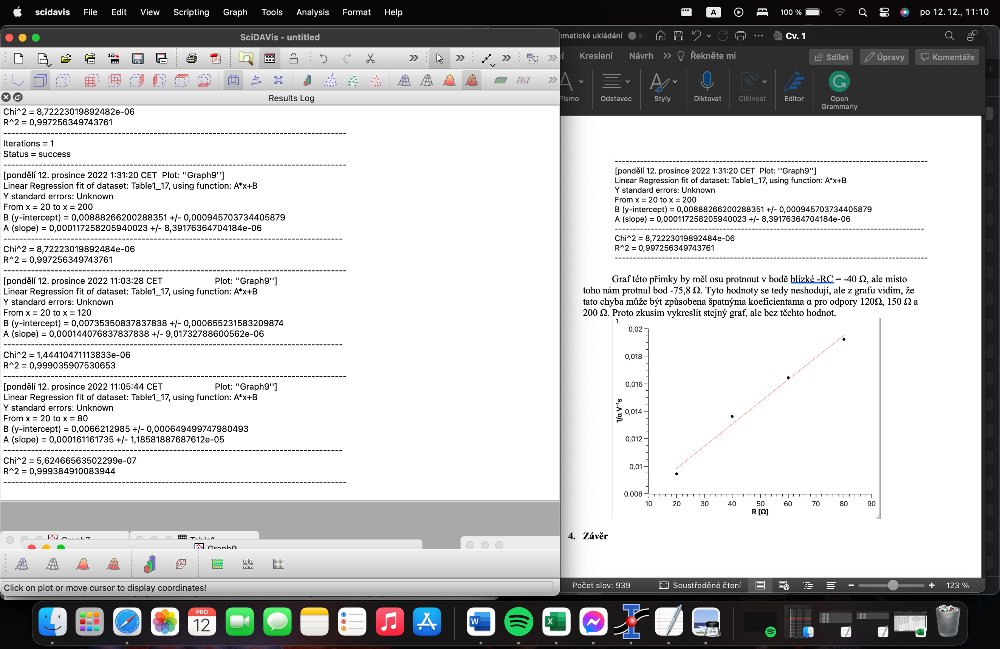 scidavis File Edit View Scripting Graph Tools Analysis Format Help
A 100 % po 12. 12., 11:10
SciDAVis - untitled
Results Log
Chi^2 = 8,72223019892482e-06
R^2 = 0,997256349743761
--------------------------------------------------------------------------------------
Iterations = 1
Status = success
--------------------------------------------------------------------------------------
[pondělí 12. prosince 2022 1:31:20 CET Plot: ''Graph9'']
Linear Regression fit of dataset: Table1_17, using function: A*x+B
Y standard errors: Unknown
From x = 20 to x = 200
B (y-intercept) = 0,00888266200288351 +/- 0,000945703734405879
A (slope) = 0,000117258205940023 +/- 8,39176364704184e-06
--------------------------------------------------------------------------------------
Chi^2 = 8,72223019892484e-06
R^2 = 0,997256349743761
--------------------------------------------------------------------------------------
[pondělí 12. prosince 2022 11:03:28 CET Plot: ''Graph9'']
Linear Regression fit of dataset: Table1_17, using function: A*x+B
Y standard errors: Unknown
From x = 20 to x = 120
B (y-intercept) = 0,00735350837837838 +/- 0,000655231583209874
A (slope) = 0,000144076837837838 +/- 9,01732788600562e-06
--------------------------------------------------------------------------------------
Chi^2 = 1,44410471113833e-06
R^2 = 0,999035907530653
--------------------------------------------------------------------------------------
[pondělí 12. prosince 2022 11:05:44 CET Plot: ''Graph9'']
Linear Regression fit of dataset: Table1_17, using function: A*x+B
Y standard errors: Unknown
From x = 20 to x = 80
B (y-intercept) = 0,0066212985 +/- 0,000649499747980493
A (slope) = 0,000161161735 +/- 1,18581887687612e-05
--------------------------------------------------------------------------------------
Chi^2 = 5,62466563502299e-07
R^2 = 0,999384910083944
--------------------------------------------------------------------------------------
Graph7
Table1
Graph9
Click on plot or move cursor to display coordinates!
omatické ukládání
Cv. 1
Kreslení Návrh Řekněte mi
Sdílet Úpravy Komentáře
Písmo Odstavec Styly Diktovat Citlivost Editor Open
Grammarly
--------------------------------------------------------------------------------------
[pondělí 12. prosince 2022 1:31:20 CET Plot: ''Graph9'']
Linear Regression fit of dataset: Table1_17, using function: A*x+B
Y standard errors: Unknown
From x = 20 to x = 200
B (y-intercept) = 0,00888266200288351 +/- 0,000945703734405879
A (slope) = 0,000117258205940023 +/- 8,39176364704184e-06
--------------------------------------------------------------------------------------
Chi^2 = 8,72223019892484e-06
R^2 = 0,997256349743761
--------------------------------------------------------------------------------------
Graf této přímky by měl osu protnout v bodě blízké -RC = -40 Ω, ale místo
toho nám protnul bod -75,8 Ω. Tyto hodnoty se tedy neshodují, ale z grafu vidím, že
tato chyba může být způsobena špatnýma koeficientama α pro odpory 120Ω, 150 Ω a
200 Ω. Proto zkusím vykreslit stejný graf, ale bez těchto hodnot.
1
0,02
0,018
0,016
0,014
0,012
0,01
0.008
1/α V⁻¹s
10 20 30 40 50 60 70 80 90
R [Ω]
4. Závěr
Počet slov: 939 Soustředěné čtení 123 %
PRO
12